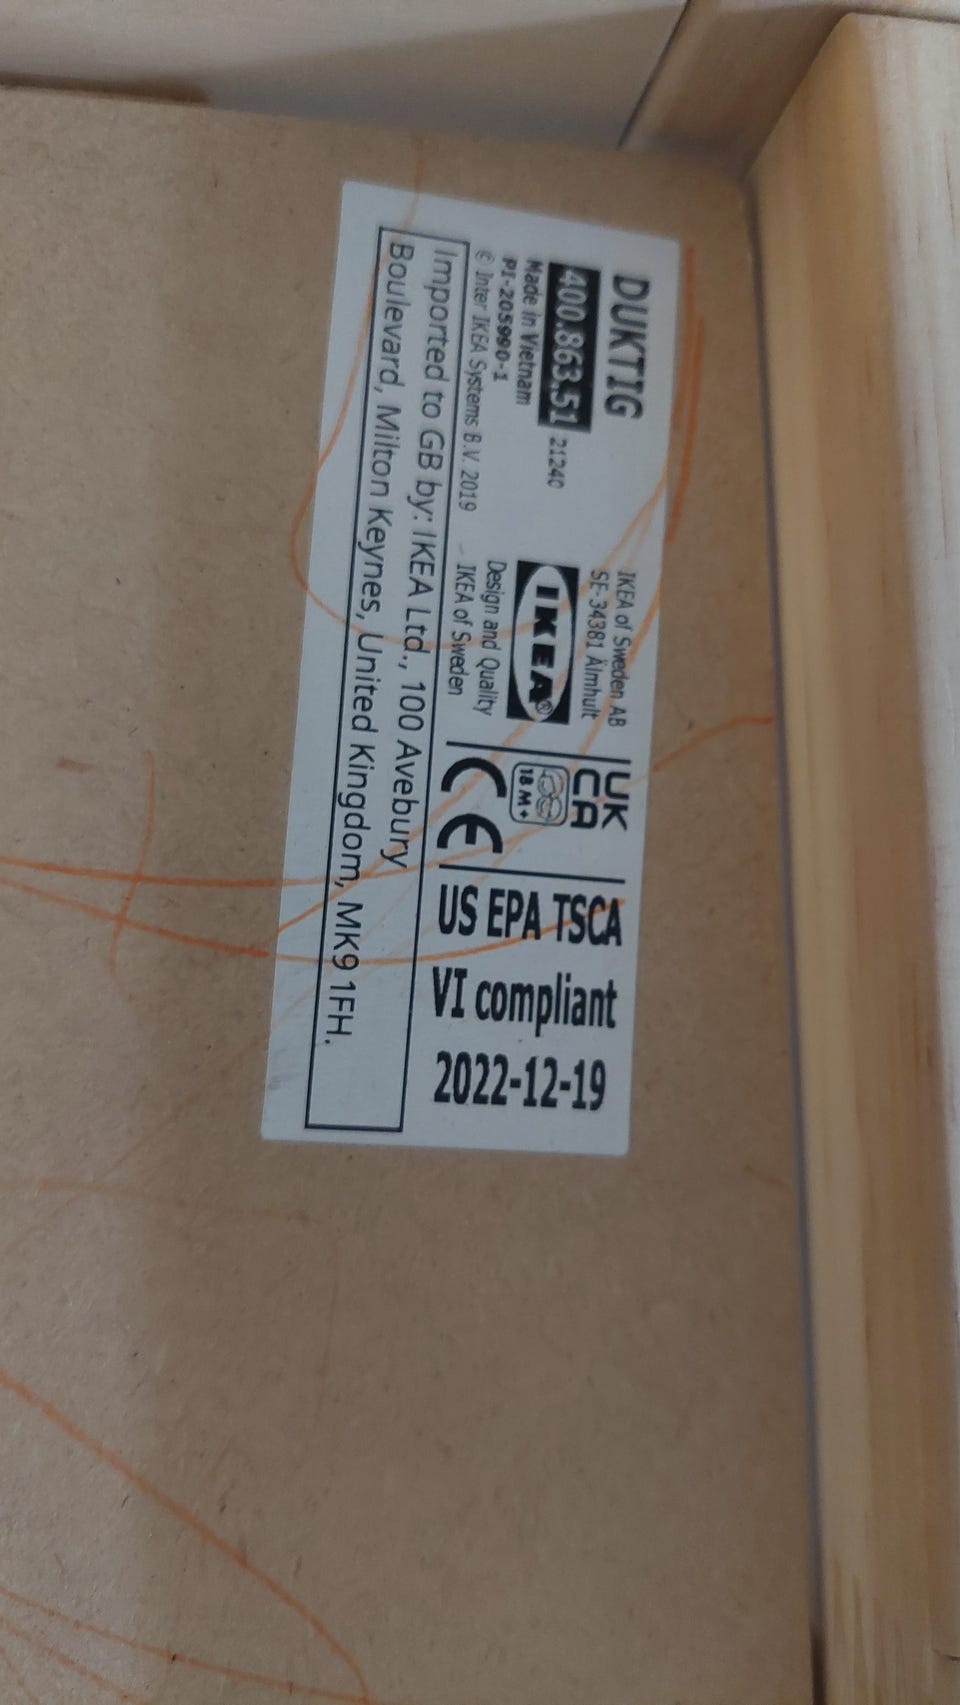 DUKTIG
400.863.51 21240
Made in Vietnam
PI-205990-1
© Inter IKEA Systems B.V. 2019
IKEA of Sweden AB
SE-34381 Älmhult
IKEA®
Design and Quality
IKEA of Sweden
UK
CA
18 M+
CE
US EPA TSCA
VI compliant
2022-12-19
Imported to GB by: IKEA Ltd., 100 Avebury
Boulevard, Milton Keynes, United Kingdom, MK9 1FH.